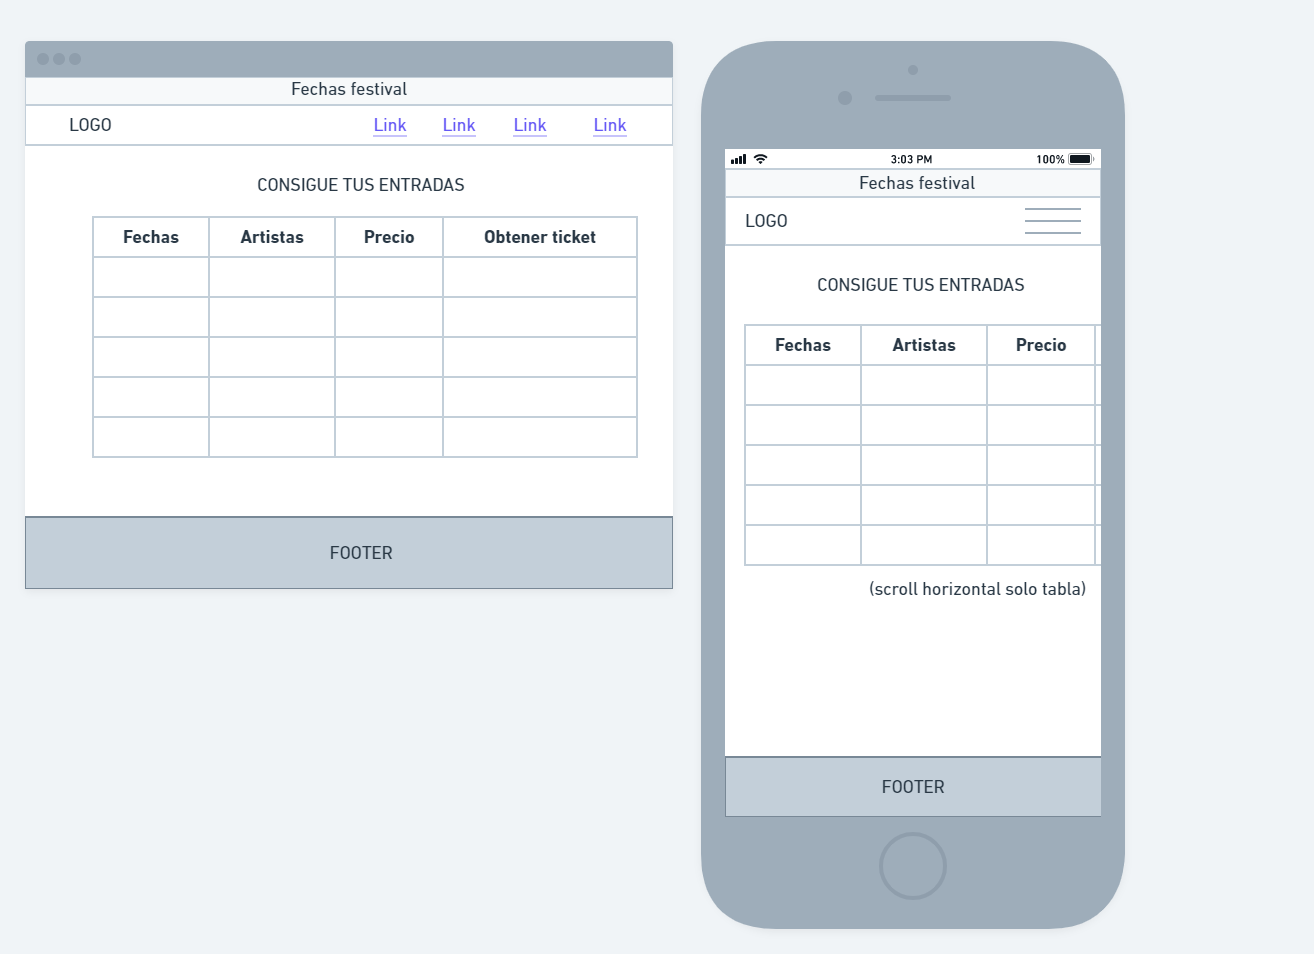 Fechas festival
LOGO Link Link Link Link
CONSIGUE TUS ENTRADAS
Fechas Artistas Precio Obtener ticket
FOOTER
3:03 PM 100%
Fechas festival
LOGO
CONSIGUE TUS ENTRADAS
Fechas Artistas Precio
(scroll horizontal solo tabla)
FOOTER